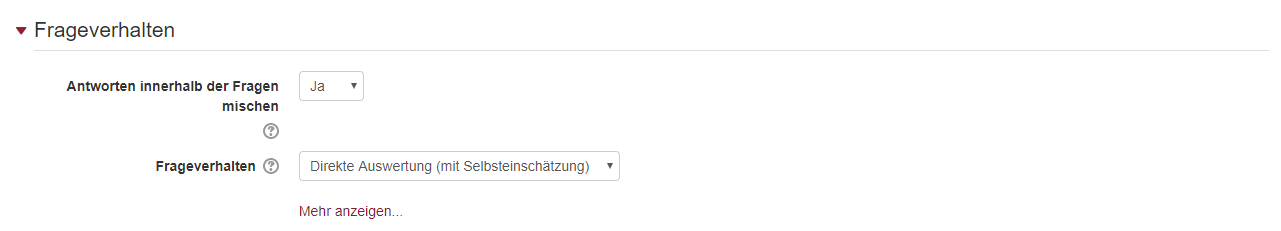 Frageverhalten
Antworten innerhalb der Fragen
mischen
Ja
Frageverhalten
Direkte Auswertung (mit Selbsteinschätzung)
Mehr anzeigen...